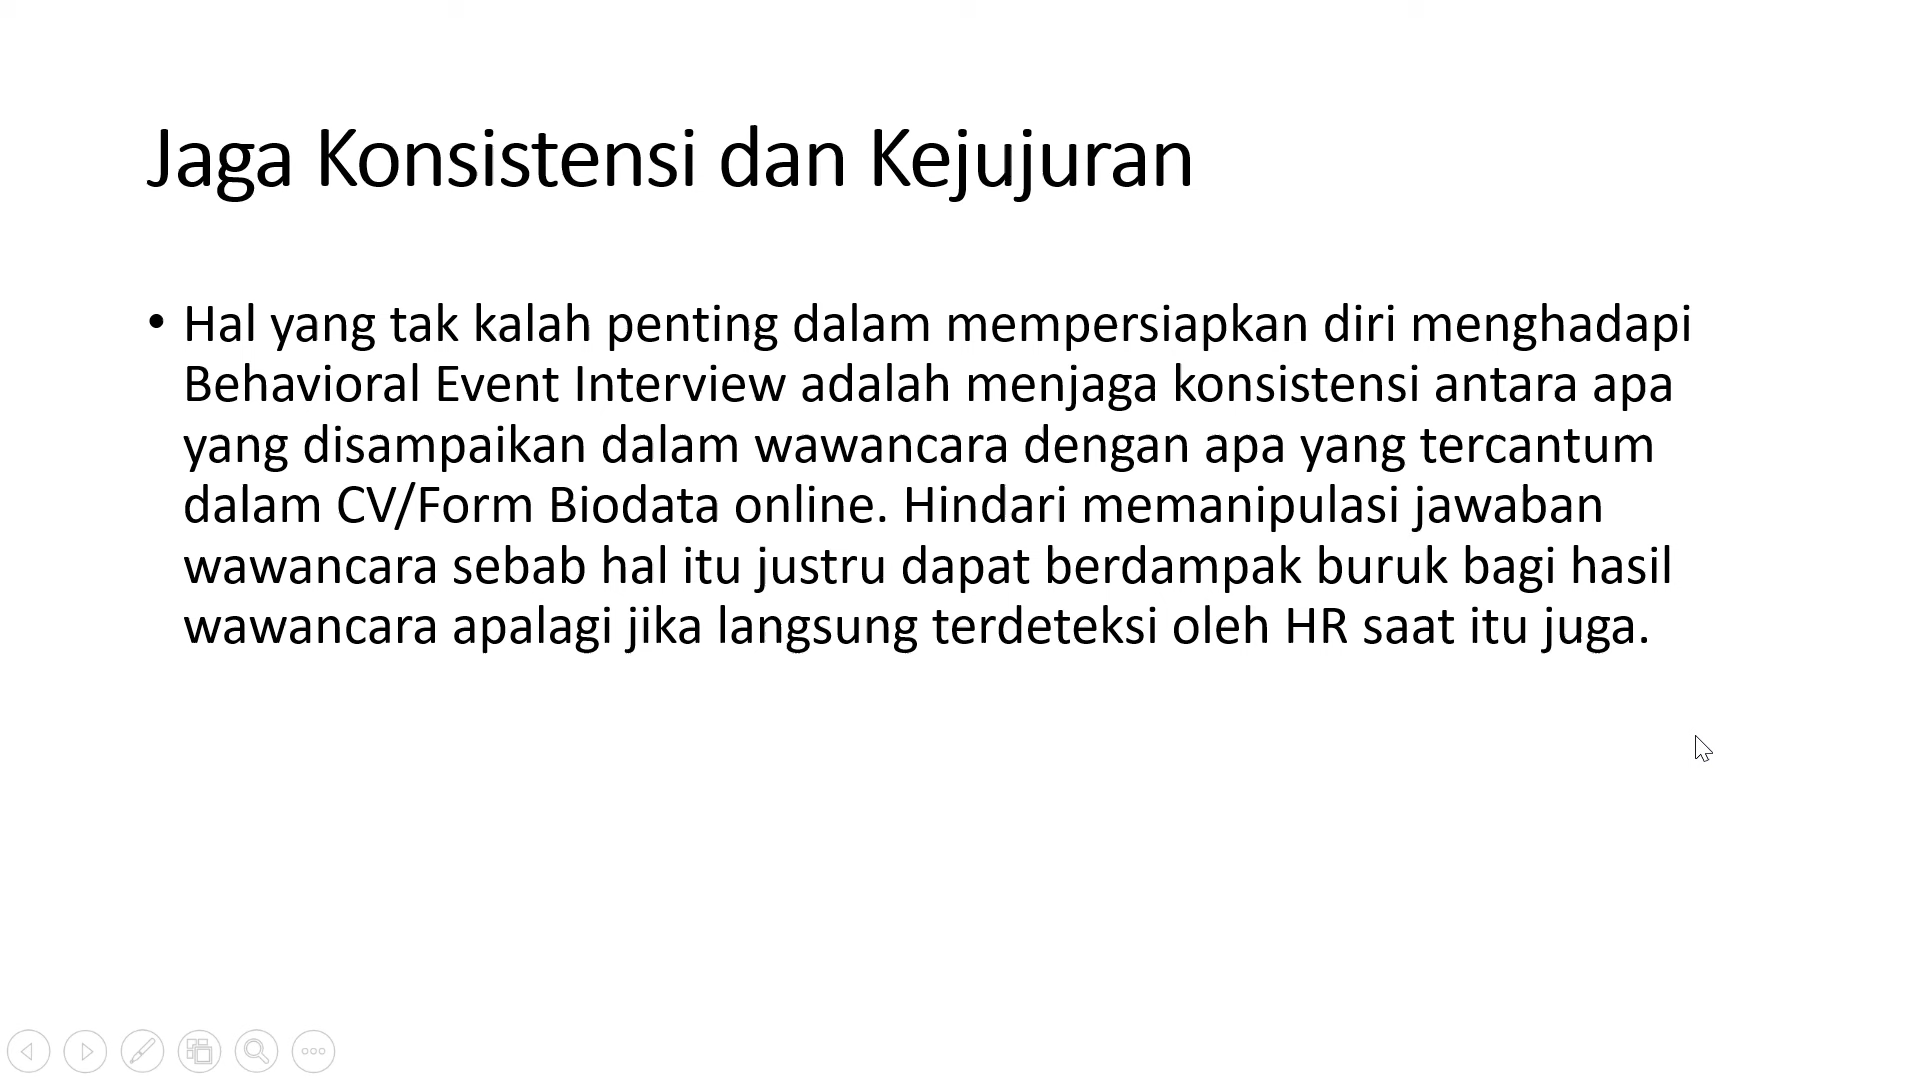 Jaga Konsistensi dan Kejujuran
• Hal yang tak kalah penting dalam mempersiapkan diri menghadapi
Behavioral Event Interview adalah menjaga konsistensi antara apa
yang disampaikan dalam wawancara dengan apa yang tercantum
dalam CV/Form Biodata online. Hindari memanipulasi jawaban
wawancara sebab hal itu justru dapat berdampak buruk bagi hasil
wawancara apalagi jika langsung terdeteksi oleh HR saat itu juga.